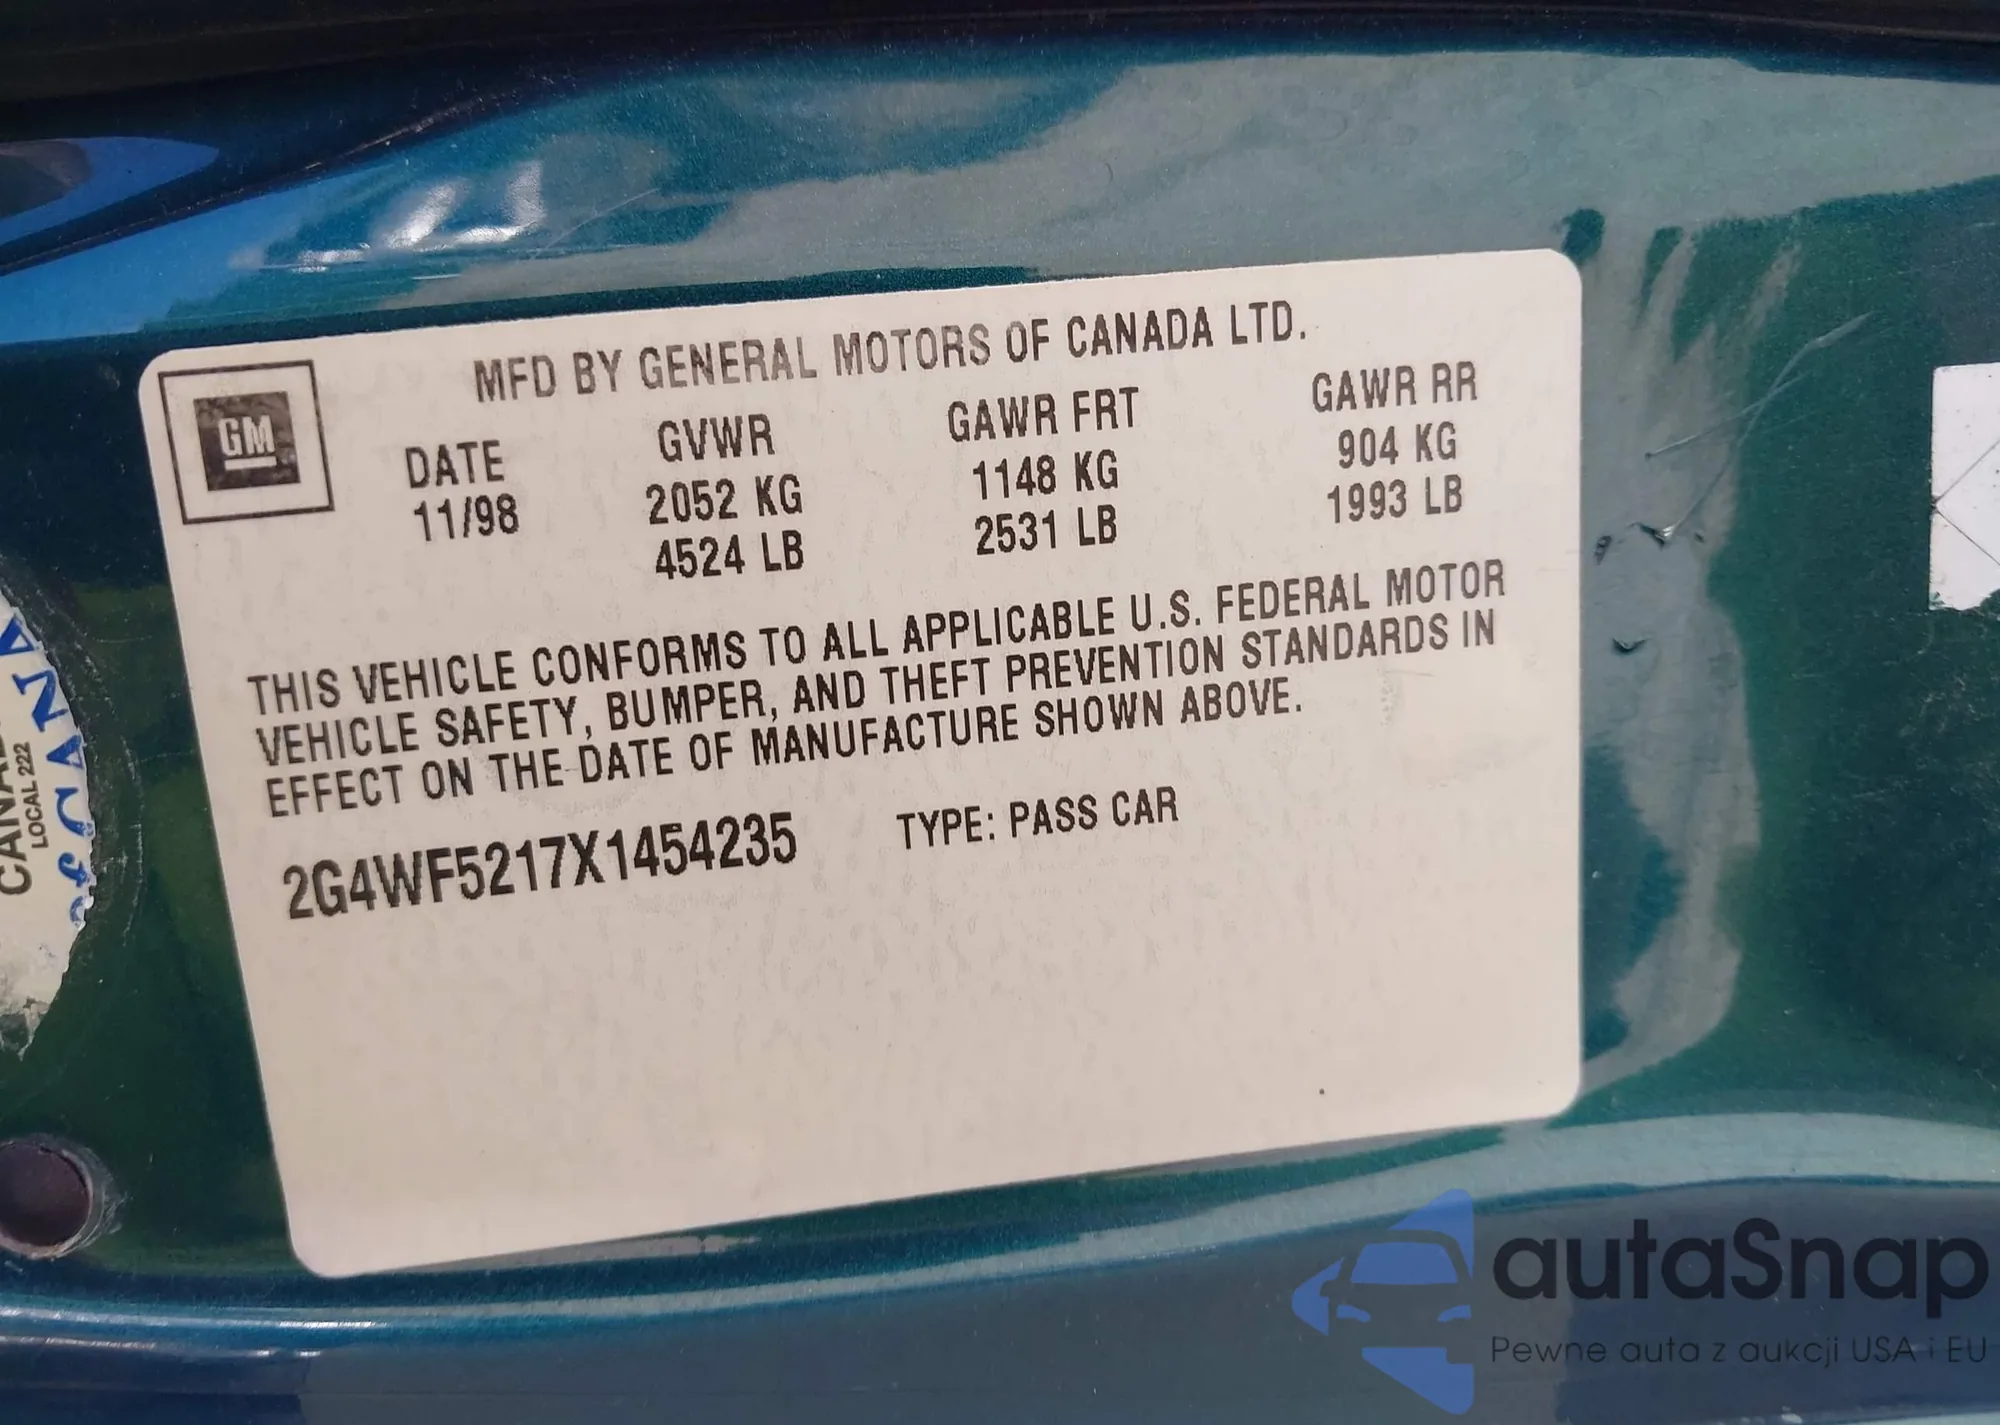 MFD BY GENERAL MOTORS OF CANADA LTD.
GM
DATE GVWR GAWR FRT GAWR RR
11/98 2052 KG 1148 KG 904 KG
4524 LB 2531 LB 1993 LB
THIS VEHICLE CONFORMS TO ALL APPLICABLE U.S. FEDERAL MOTOR
VEHICLE SAFETY, BUMPER, AND THEFT PREVENTION STANDARDS IN
EFFECT ON THE DATE OF MANUFACTURE SHOWN ABOVE.
2G4WF5217X1454235 TYPE: PASS CAR
LOCAL 222
of CANA
autaSnap
Pewne auta z aukcji USA i EU